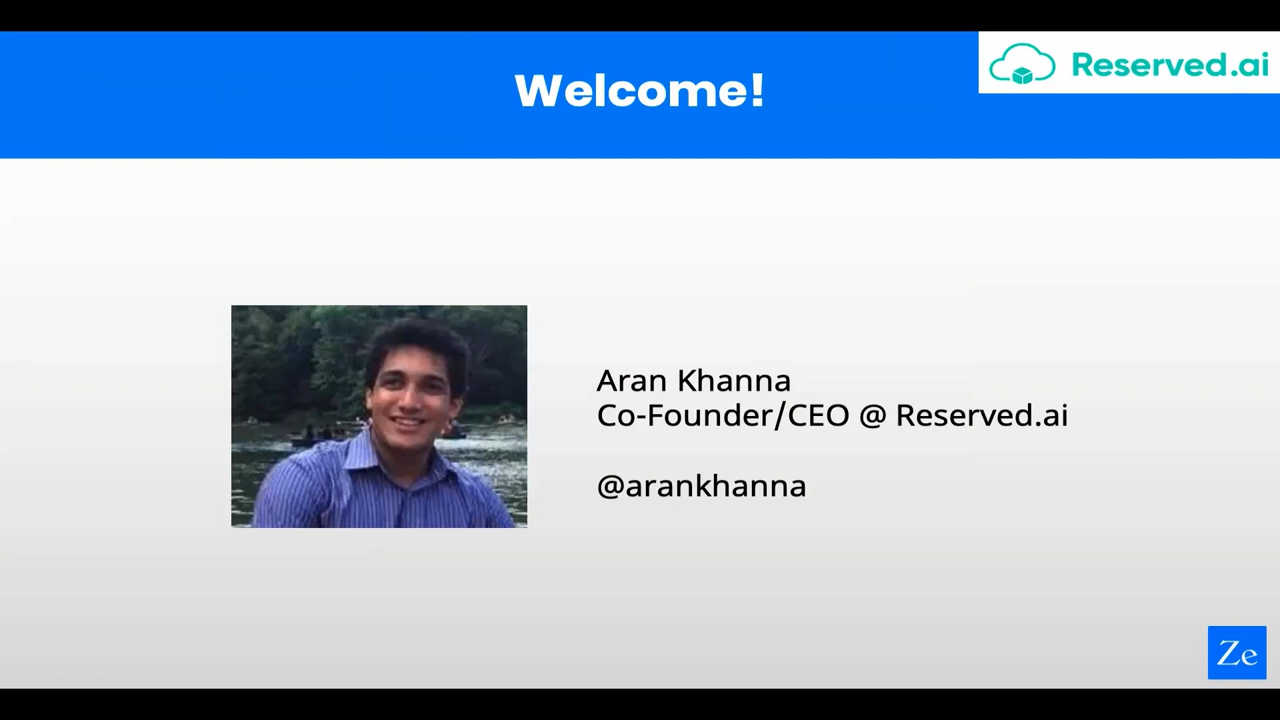 Welcome!
Reserved.ai
Aran Khanna
Co-Founder/CEO @ Reserved.ai
@arankhanna
Ze